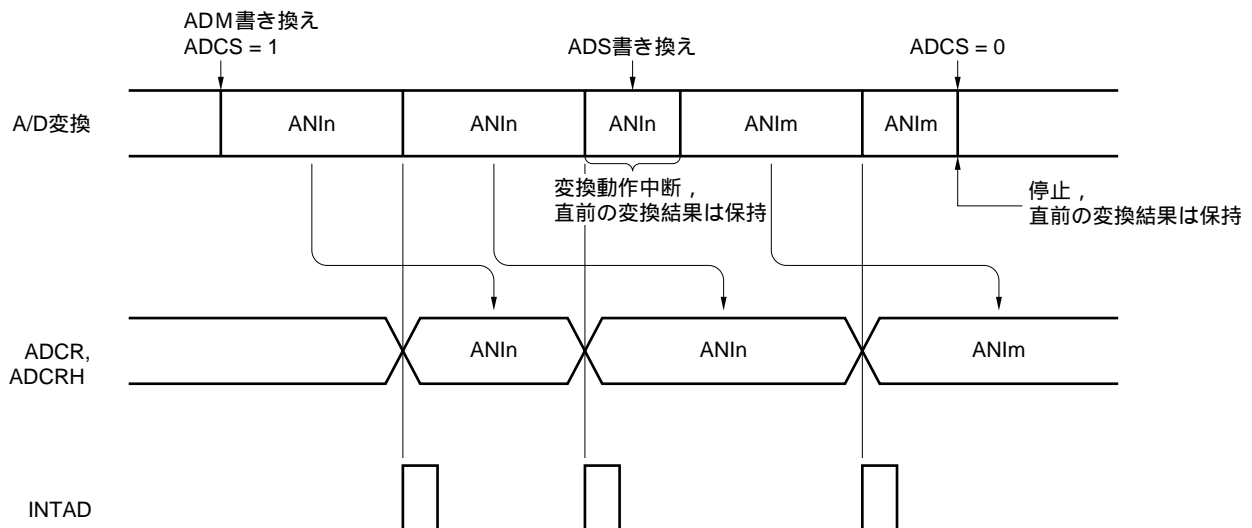 ADM書き換え
ADCS = 1
ADS書き換え
ADCS = 0
A/D変換
ANIn
ANIn
ANIn
ANIm
ANIm
変換動作中断，
直前の変換結果は保持
停止，
直前の変換結果は保持
ADCR,
ADCRH
ANIn
ANIn
ANIm
INTAD